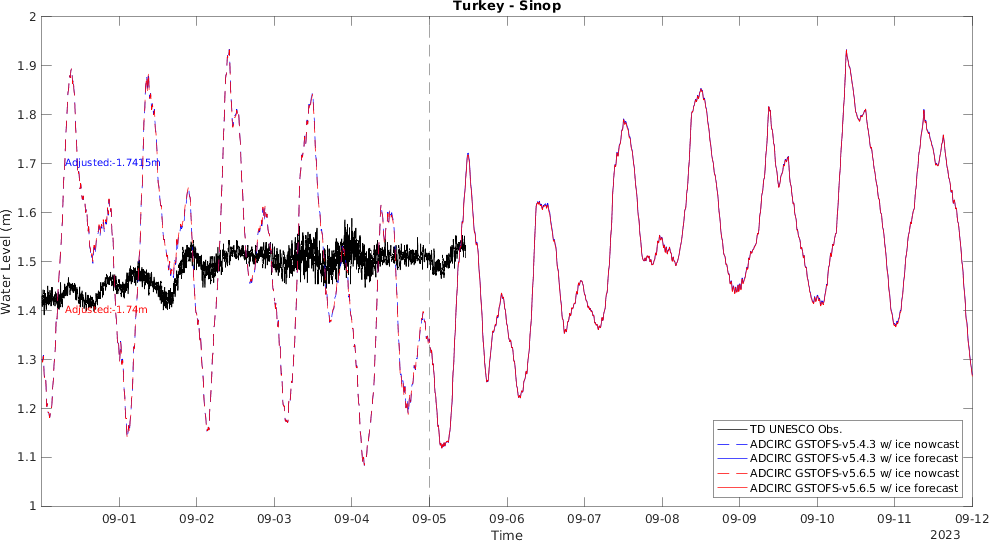 Turkey - Sinop
2
1.9
1.8
1.7
1.6
1.5
1.4
1.3
1.2
1.1
1
Water Level (m)
Adjusted:-1.7415m
Adjusted:-1.74m
TD UNESCO Obs.
ADCIRC GSTOFS-v5.4.3 w/ ice nowcast
ADCIRC GSTOFS-v5.4.3 w/ ice forecast
ADCIRC GSTOFS-v5.6.5 w/ ice nowcast
ADCIRC GSTOFS-v5.6.5 w/ ice forecast
09-01 09-02 09-03 09-04 09-05 09-06 09-07 09-08 09-09 09-10 09-11 09-12
Time
2023